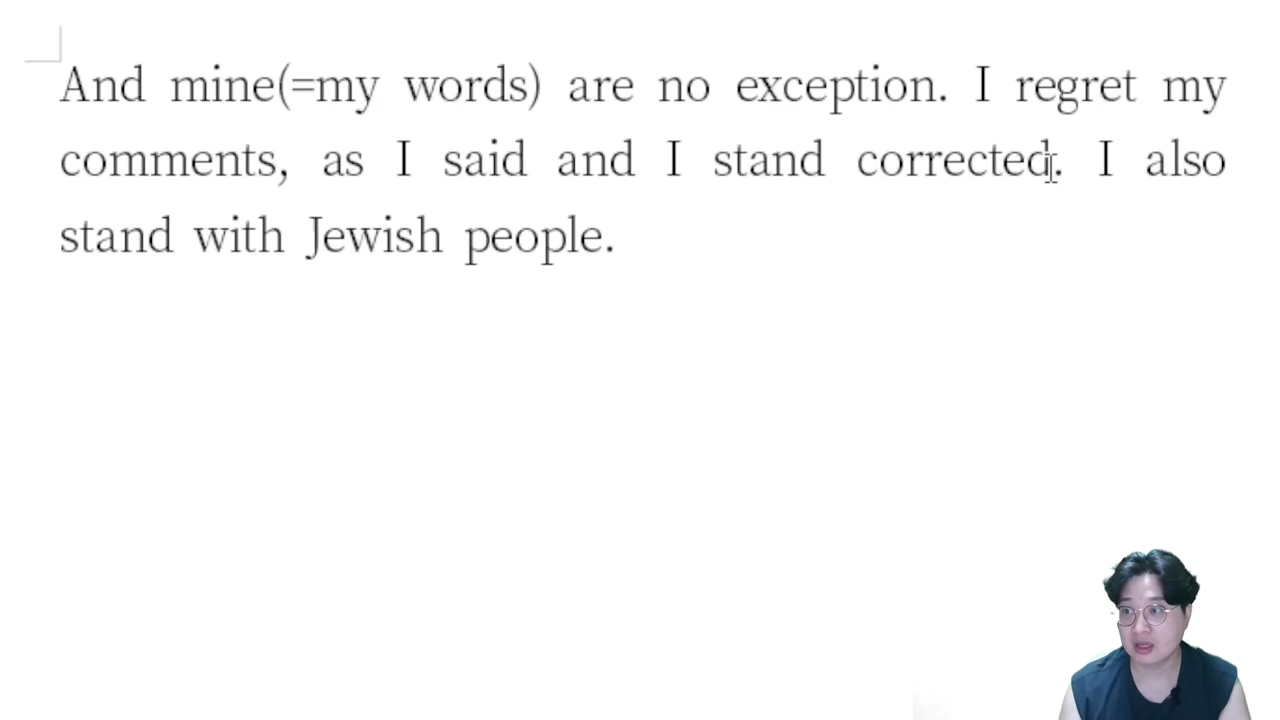 And mine(=my words) are no exception. I regret my
comments, as I said and I stand corrected. I also
stand with Jewish people.